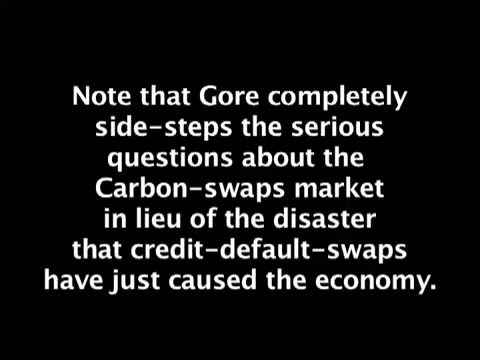 Note that Gore completely
side-steps the serious
questions about the
Carbon-swaps market
in lieu of the disaster
that credit-default-swaps
have just caused the economy.